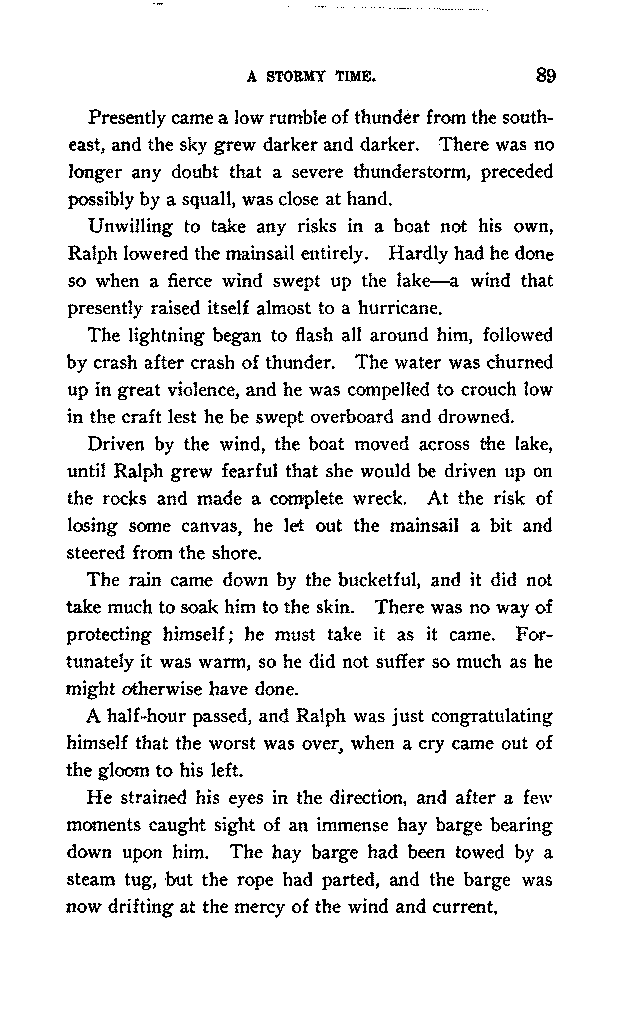 A STORMY TIME. 89
Presently came a low rumble of thunder from the south-
east, and the sky grew darker and darker. There was no
longer any doubt that a severe thunderstorm, preceded
possibly by a squall, was close at hand.
Unwilling to take any risks in a boat not his own,
Ralph lowered the mainsail entirely. Hardly had he done
so when a fierce wind swept up the lake—a wind that
presently raised itself almost to a hurricane.
The lightning began to flash all around him, followed
by crash after crash of thunder. The water was churned
up in great violence, and he was compelled to crouch low
in the craft lest he be swept overboard and drowned.
Driven by the wind, the boat moved across the lake,
until Ralph grew fearful that she would be driven up on
the rocks and made a complete wreck. At the risk of
losing some canvas, he let out the mainsail a bit and
steered from the shore.
The rain came down by the bucketful, and it did not
take much to soak him to the skin. There was no way of
protecting himself; he must take it as it came. For-
tunately it was warm, so he did not suffer so much as he
might otherwise have done.
A half-hour passed, and Ralph was just congratulating
himself that the worst was over, when a cry came out of
the gloom to his left.
He strained his eyes in the direction, and after a few
moments caught sight of an immense hay barge bearing
down upon him. The hay barge had been towed by a
steam tug, but the rope had parted, and the barge was
now drifting at the mercy of the wind and current.